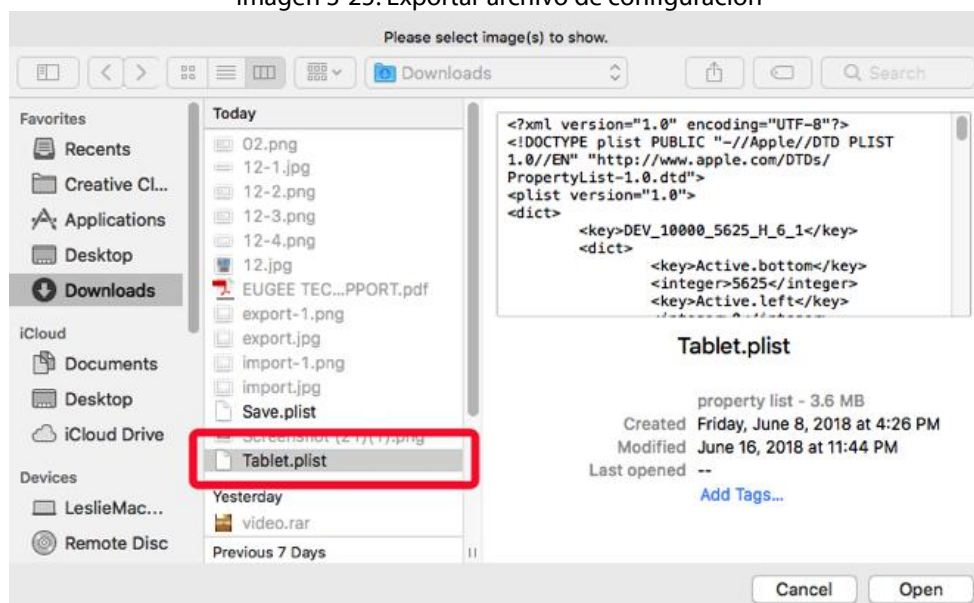 Imagen 3-25. Exportar archivo de configuración
Please select image(s) to show.
Downloads
Search
Favorites
Recents
Creative Cl...
Applications
Desktop
Downloads
iCloud
Documents
Desktop
iCloud Drive
Devices
LeslieMac...
Remote Disc
Today
02.png
12-1.jpg
12-2.png
12-3.png
12-4.png
12.jpg
EUGEE TEC...PPORT.pdf
export-1.png
export.jpg
import-1.png
import.jpg
Save.plist
Screenshot (21)(1).png
Tablet.plist
Yesterday
video.rar
Previous 7 Days
<?xml version="1.0" encoding="UTF-8"?>
<!DOCTYPE plist PUBLIC "-//Apple//DTD PLIST
1.0//EN" "http://www.apple.com/DTDs/
PropertyList-1.0.dtd">
<plist version="1.0">
<dict>
<key>DEV_10000_5625_H_6_1</key>
<dict>
<key>Active.bottom</key>
<integer>5625</integer>
<key>Active.left</key>
Tablet.plist
property list - 3.6 MB
Created Friday, June 8, 2018 at 4:26 PM
Modified June 16, 2018 at 11:44 PM
Last opened --
Add Tags...
Cancel
Open